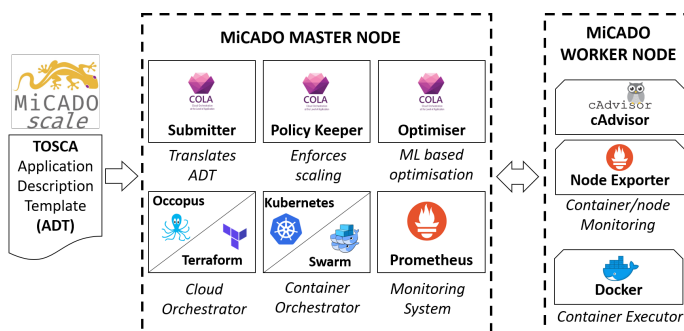 MiCADO
scale
TOSCA
Application
Description
Template
(ADT)
MiCADO MASTER NODE
COLA
Submitter
Translates
ADT
COLA
Policy Keeper
Enforces
scaling
COLA
Optimiser
ML based
optimisation
Occopus
Terraform
Cloud
Orchestrator
Kubernetes
Swarm
Container
Orchestrator
Prometheus
Monitoring
System
MiCADO
WORKER NODE
cAdvisor
cAdvisor
Node Exporter
Container/node
Monitoring
Docker
Container Executor